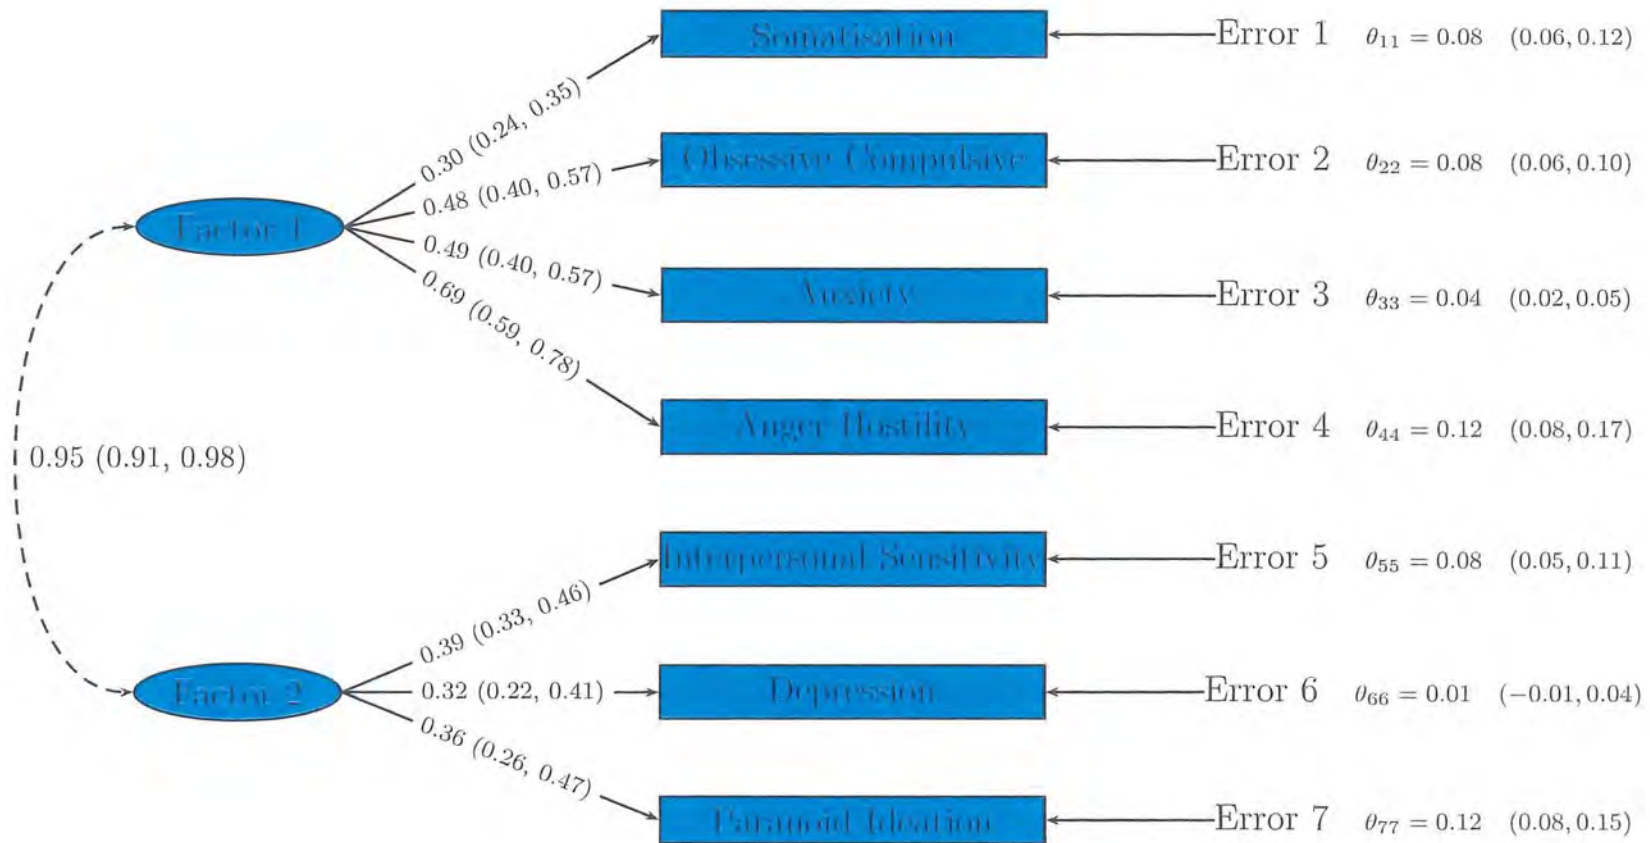 Somatisation
Error 1 θ11 = 0.08 (0.06, 0.12)
0.30 (0.24, 0.35)
Obsessive Compulsive
Error 2 θ22 = 0.08 (0.06, 0.10)
0.48 (0.40, 0.57)
Factor 1
0.49 (0.40, 0.57)
Anxiety
Error 3 θ33 = 0.04 (0.02, 0.05)
0.69 (0.59, 0.78)
Anger Hostility
Error 4 θ44 = 0.12 (0.08, 0.17)
0.95 (0.91, 0.98)
Interpersonal Sensitivity
Error 5 θ55 = 0.08 (0.05, 0.11)
0.39 (0.33, 0.46)
Factor 2
0.32 (0.22, 0.41)
Depression
Error 6 θ66 = 0.01 (−0.01, 0.04)
0.36 (0.26, 0.47)
Paranoid Ideation
Error 7 θ77 = 0.12 (0.08, 0.15)